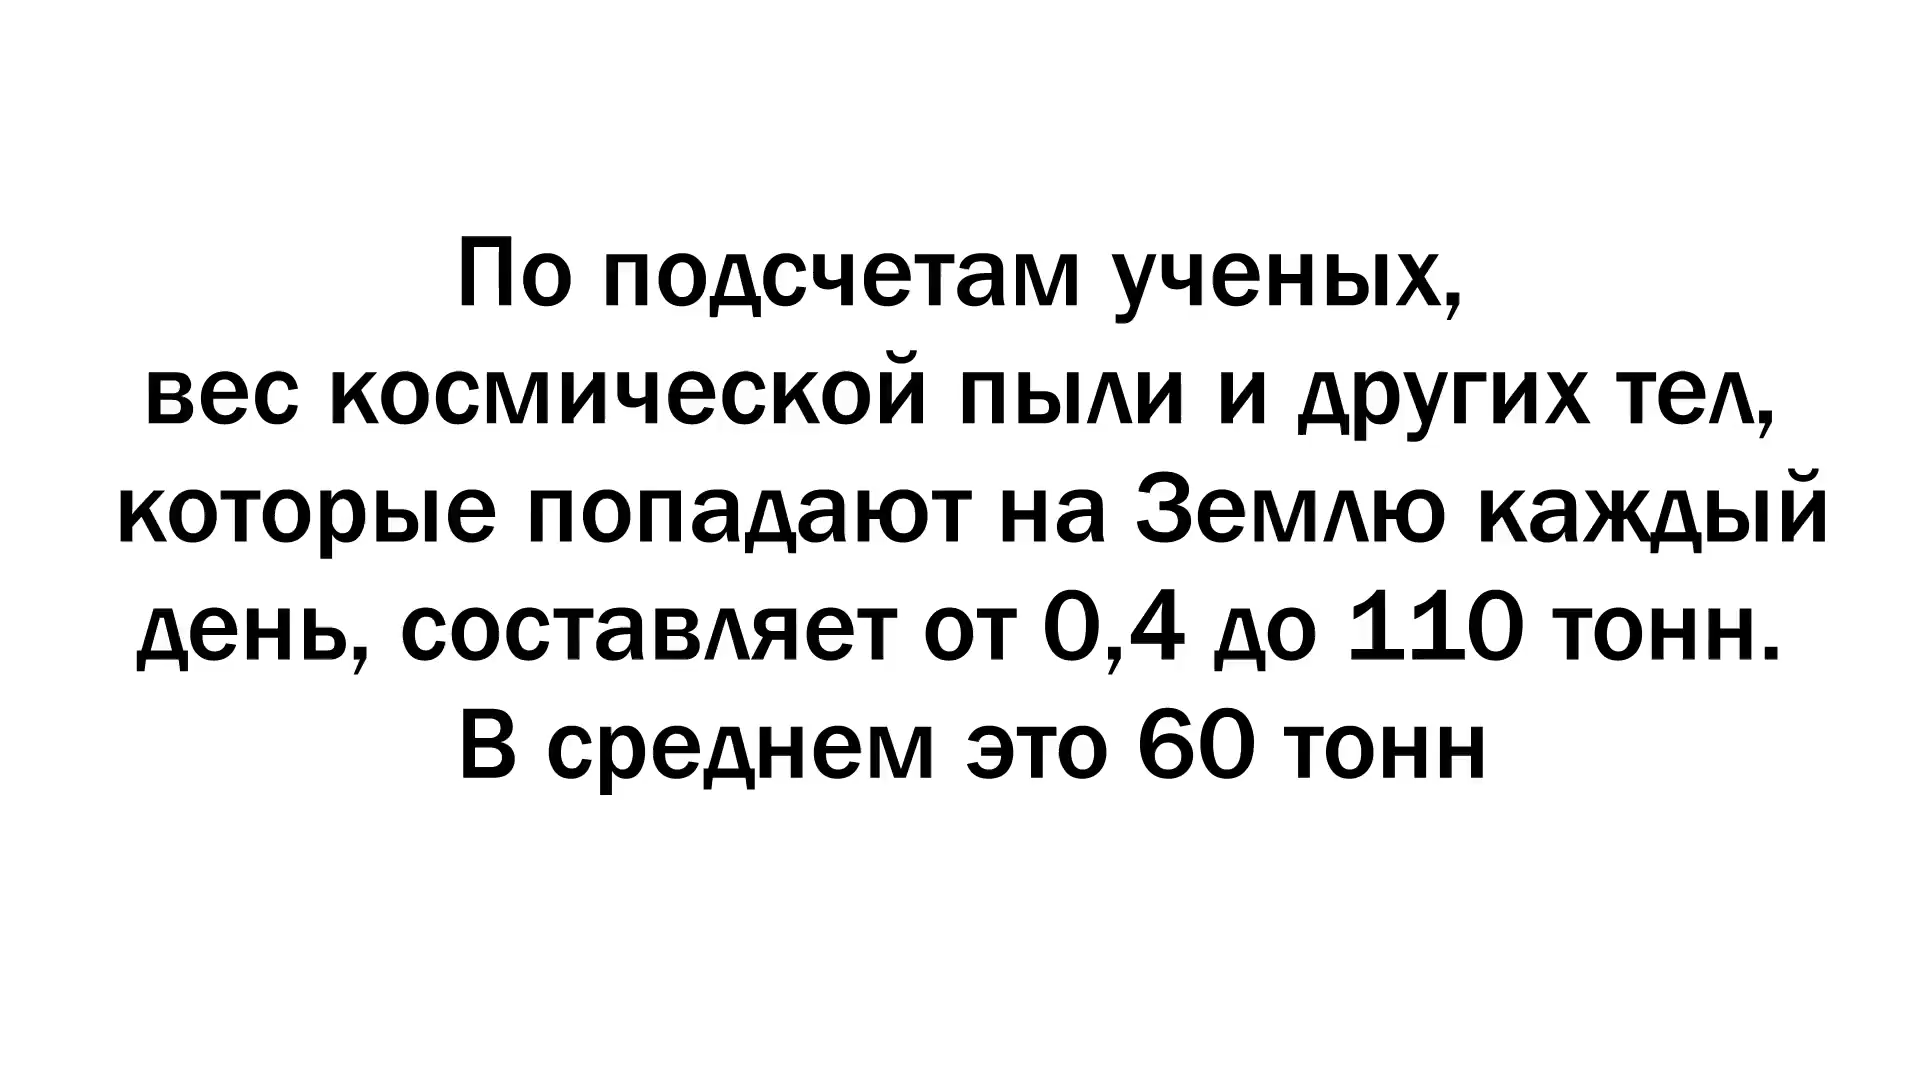 По подсчетам ученых,
вес космической пыли и других тел,
которые попадают на Землю каждый
день, составляет от 0,4 до 110 тонн.
В среднем это 60 тонн